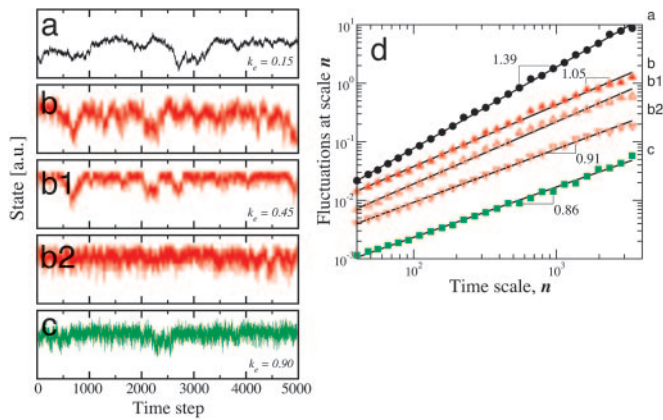 a
k_e = 0.15
b
b1
k_e = 0.45
b2
c
k_e = 0.90
State [a.u.]
0 1000 2000 3000 4000 5000
Time step
d
10^1
10^0
10^-1
10^-2
10^-3
Fluctuations at scale n
1.39
1.05
0.91
0.86
a
b
b1
b2
c
10^2 10^3
Time scale, n